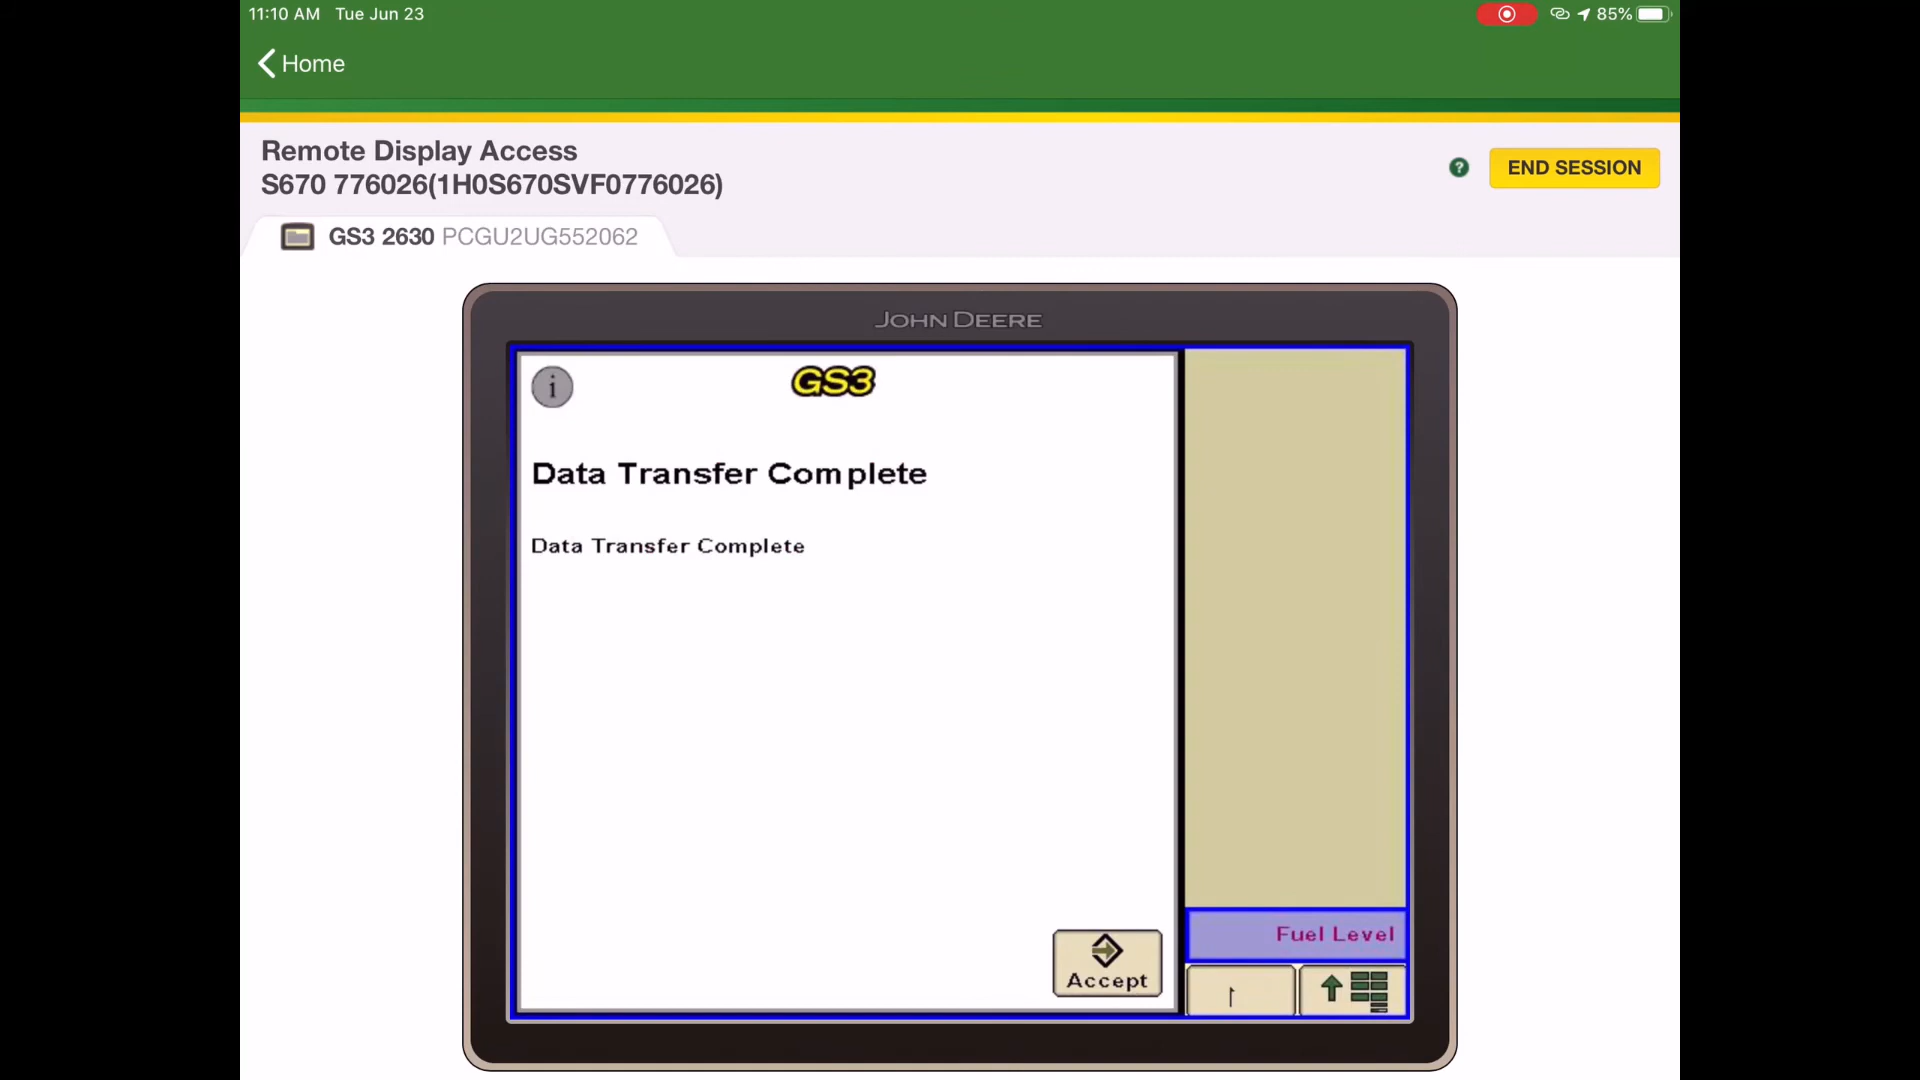 11:10 AM Tue Jun 23
85%
Home
Remote Display Access
S670 776026(1H0S670SVF0776026)
?
END SESSION
GS3 2630 PCGU2UG552062
JOHN DEERE
i
GS3
Data Transfer Complete
Data Transfer Complete
Accept
Fuel Level